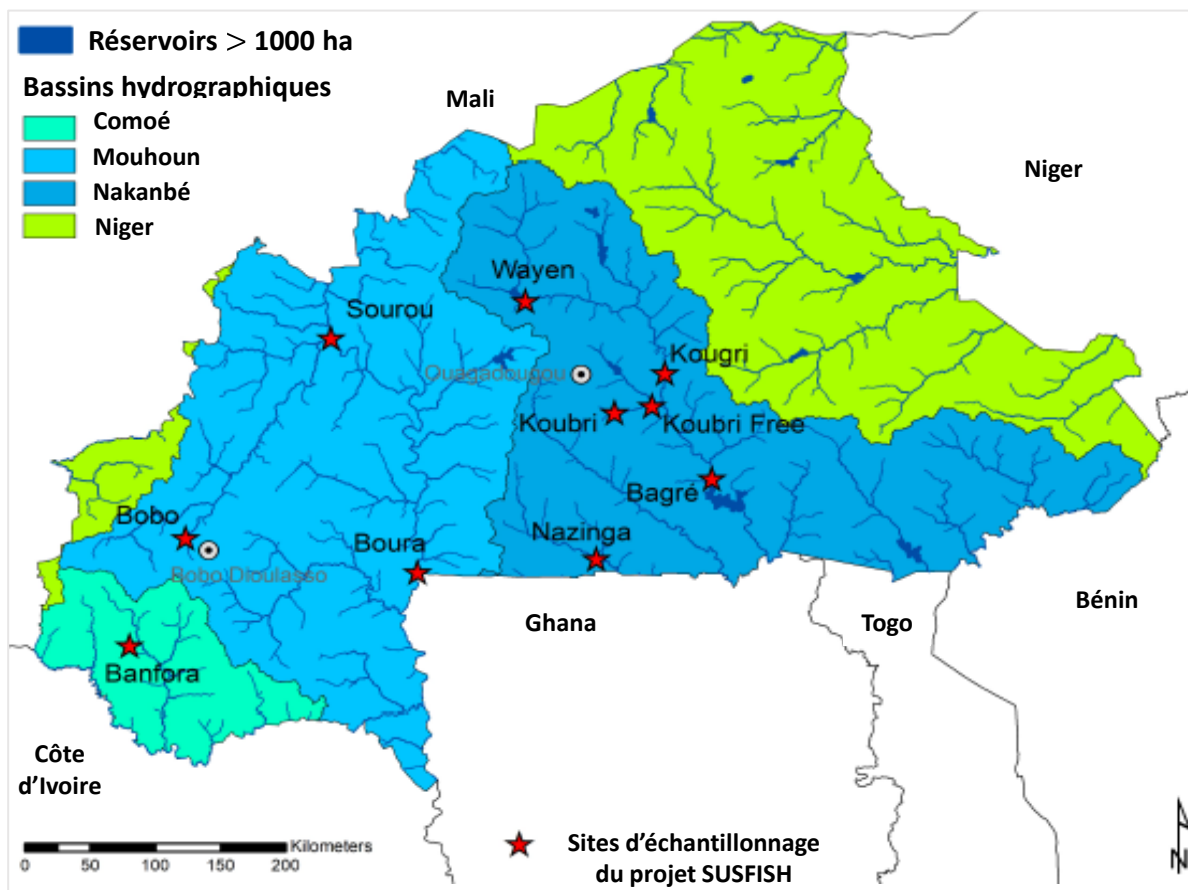 Réservoirs > 1000 ha
Bassins hydrographiques
Comoé
Mouhoun
Nakanbé
Niger
Mali
Niger
Wayen
Sourou
Kougri
Ouagadougou
Koubri
Koubri Free
Bagré
Bobo
Boura
Nazinga
Bobo Dioulasso
Bénin
Ghana
Togo
Banfora
Côte
d'Ivoire
Kilometers
0 50 100 150 200
Sites d'échantillonnage
du projet SUSFISH
N